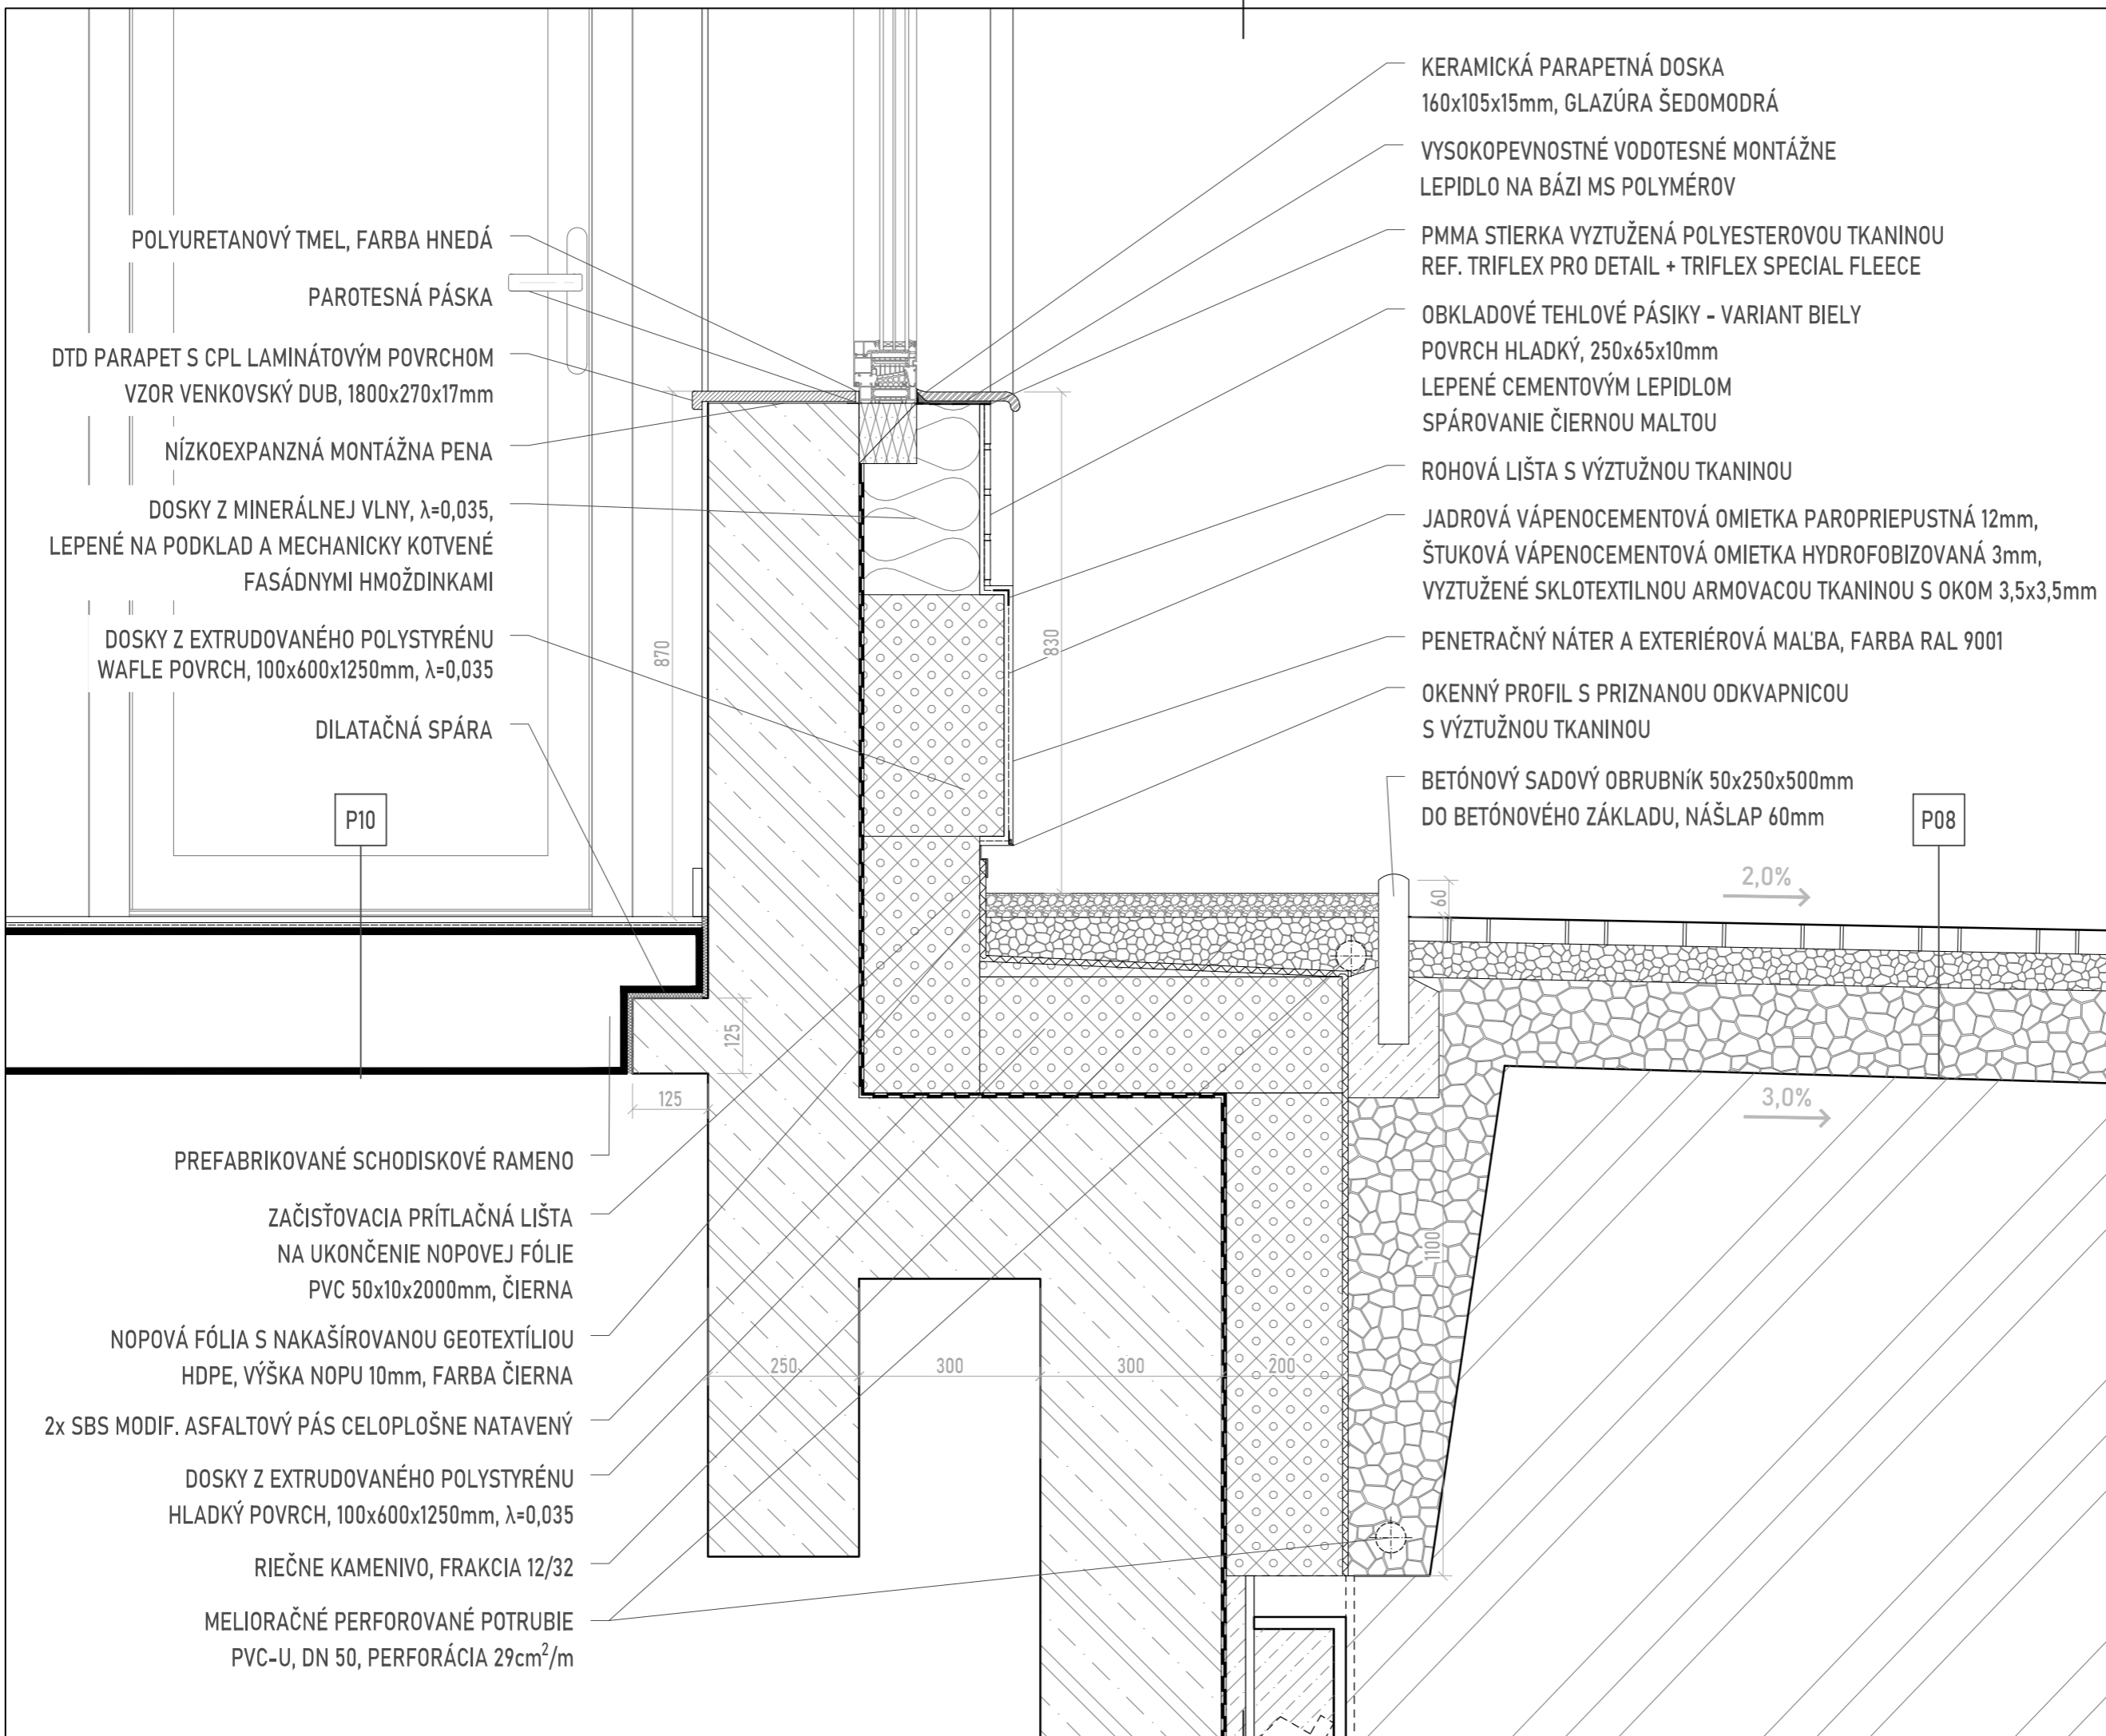 KERAMICKÁ PARAPETNÁ DOSKA
160x105x15mm, GLAZÚRA ŠEDOMODRÁ
VYSOKOPEVNOSTNÉ VODOTESNÉ MONTÁŽNE
LEPIDLO NA BÁZI MS POLYMÉROV
PMMA STIERKA VYZTUŽENÁ POLYESTEROVOU TKANINOU
REF. TRIFLEX PRO DETAIL + TRIFLEX SPECIAL FLEECE
OBKLADOVÉ TEHLOVÉ PÁSIKY - VARIANT BIELY
POVRCH HLADKÝ, 250x65x10mm
LEPENÉ CEMENTOVÝM LEPIDLOM
SPÁROVANIE ČIERNOU MALTOU
ROHOVÁ LIŠTA S VÝZTUŽNOU TKANINOU
JADROVÁ VÁPENOCEMENTOVÁ OMIETKA PAROPRIEPUSTNÁ 12mm,
ŠTUKOVÁ VÁPENOCEMENTOVÁ OMIETKA HYDROFOBIZOVANÁ 3mm,
VYZTUŽENÉ SKLOTEXTILNOU ARMOVACOU TKANINOU S OKOM 3,5x3,5mm
PENETRAČNÝ NÁTER A EXTERIÉROVÁ MAĽBA, FARBA RAL 9001
OKENNÝ PROFIL S PRIZNANOU ODKVAPNICOU
S VÝZTUŽNOU TKANINOU
BETÓNOVÝ SADOVÝ OBRUBNíK 50x250x500mm
DO BETÓNOVÉHO ZÁKLADU, NÁŠLAP 60mm
POLYURETANOVÝ TMEL, FARBA HNEDÁ
PAROTESNÁ PÁSKA
DTD PARAPET S CPL LAMINÁTOVÝM POVRCHOM
VZOR VENKOVSKÝ DUB, 1800x270x17mm
NÍZKOEXPANZNÁ MONTÁŽNA PENA
DOSKY Z MINERÁLNEJ VLNY, λ=0,035,
LEPENÉ NA PODKLAD A MECHANICKY KOTVENÉ
FASÁDNYMI HMOŽDINKAMI
DOSKY Z EXTRUDOVANÉHO POLYSTYRÉNU
WAFLE POVRCH, 100x600x1250mm, λ=0,035
DILATAČNÁ SPÁRA
P10
P08
870
830
60
2,0%
3,0%
125
125
1100
250
300
300
200
PREFABRIKOVANÉ SCHODISKOVÉ RAMENO
ZAČISŤOVACIA PRÍTLAČNÁ LIŠTA
NA UKONČENIE NOPOVEJ FÓLIE
PVC 50x10x2000mm, ČIERNA
NOPOVÁ FÓLIA S NAKAŠÍROVANOU GEOTEXTÍLIOU
HDPE, VÝŠKA NOPU 10mm, FARBA ČIERNA
2x SBS MODIF. ASFALTOVÝ PÁS CELOPLOŠNE NATAVENÝ
DOSKY Z EXTRUDOVANÉHO POLYSTYRÉNU
HLADKÝ POVRCH, 100x600x1250mm, λ=0,035
RIEČNE KAMENIVO, FRAKCIA 12/32
MELIORAČNÉ PERFOROVANÉ POTRUBIE
PVC-U, DN 50, PERFORÁCIA 29cm²/m